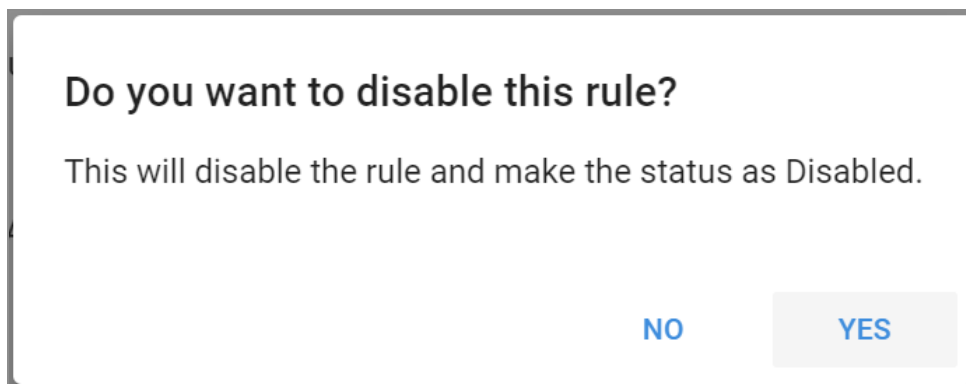 Do you want to disable this rule?
This will disable the rule and make the status as Disabled.
NO YES